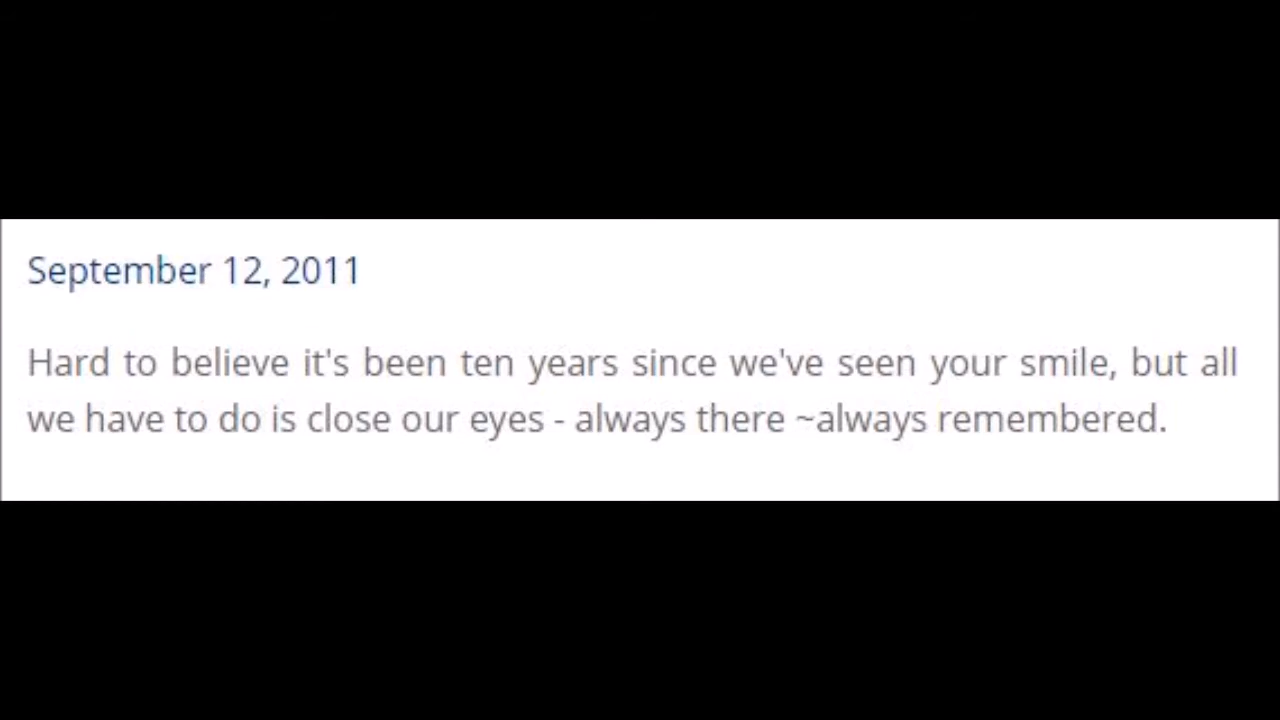 September 12, 2011
Hard to believe it's been ten years since we've seen your smile, but all
we have to do is close our eyes - always there ~always remembered.